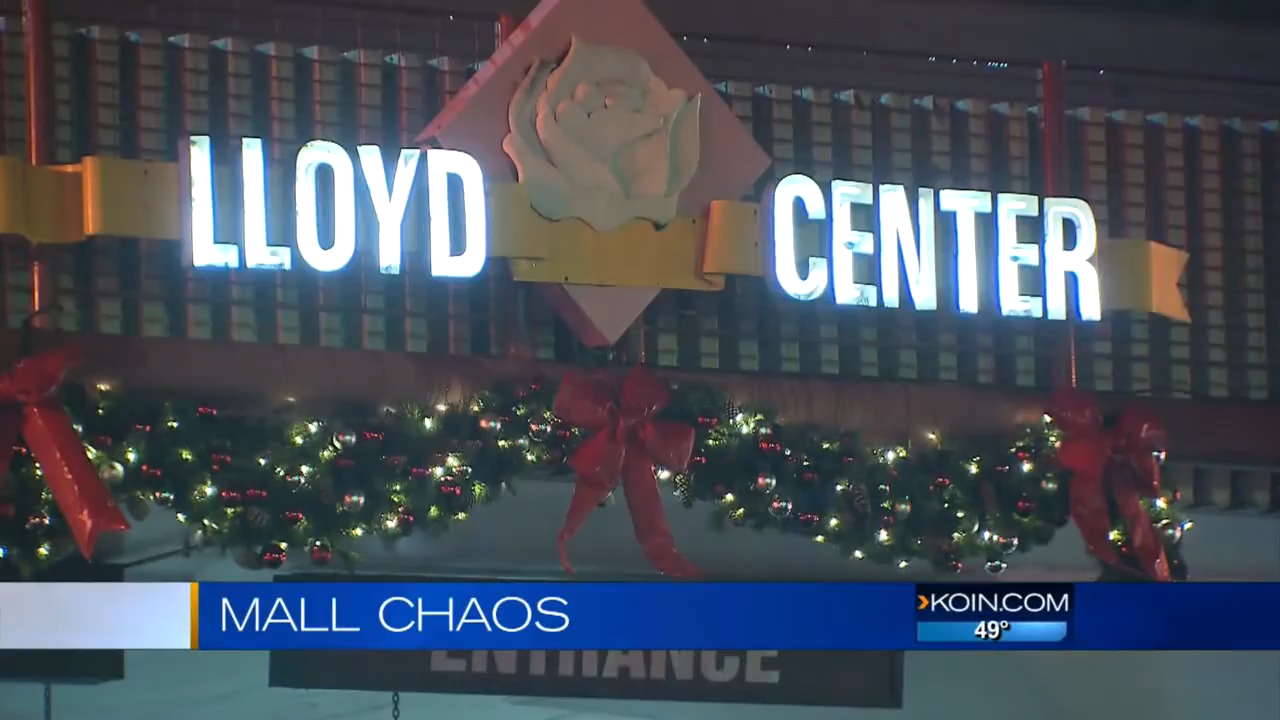 LLOYD CENTER
MALL CHAOS
KOIN.COM
49°
ENTRANCE